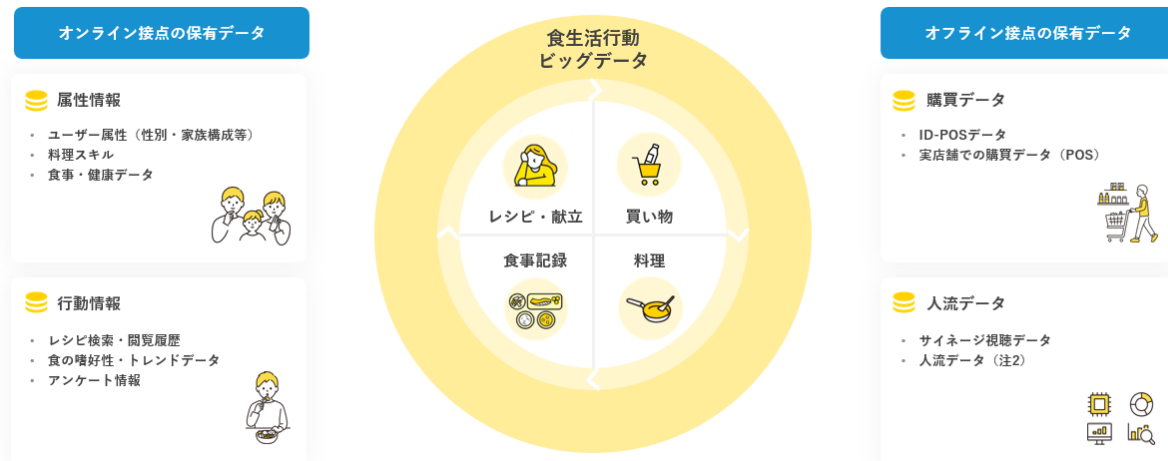 オンライン接点の保有データ
属性情報
・ ユーザー属性（性別・家族構成等）
・ 料理スキル
・ 食事・健康データ
行動情報
・ レシピ検索・閲覧履歴
・ 食の嗜好性・トレンドデータ
・ アンケート情報
食生活行動
ビッグデータ
レシピ・献立
買い物
食事記録
料理
オフライン接点の保有データ
購買データ
・ ID-POSデータ
・ 実店舗での購買データ（POS）
人流データ
・ サイネージ視聴データ
・ 人流データ（注2）